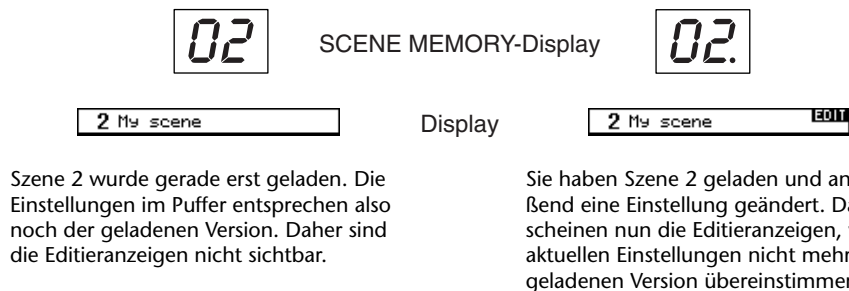 02 SCENE MEMORY-Display 02.
2 My scene Display 2 My scene EDIT
Szene 2 wurde gerade erst geladen. Die
Einstellungen im Puffer entsprechen also
noch der geladenen Version. Daher sind
die Editieranzeigen nicht sichtbar.
Sie haben Szene 2 geladen und an
ßend eine Einstellung geändert. Da
scheinen nun die Editieranzeigen,
aktuellen Einstellungen nicht mehr
geladenen Version übereinstimmen